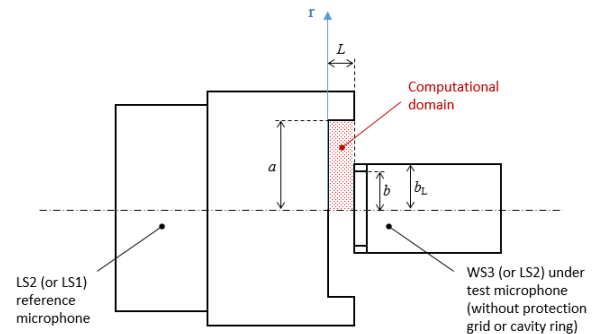 r
L
Computational
domain
a
b
bL
LS2 (or LS1)
reference
microphone
WS3 (or LS2) under
test microphone
(without protection
grid or cavity ring)